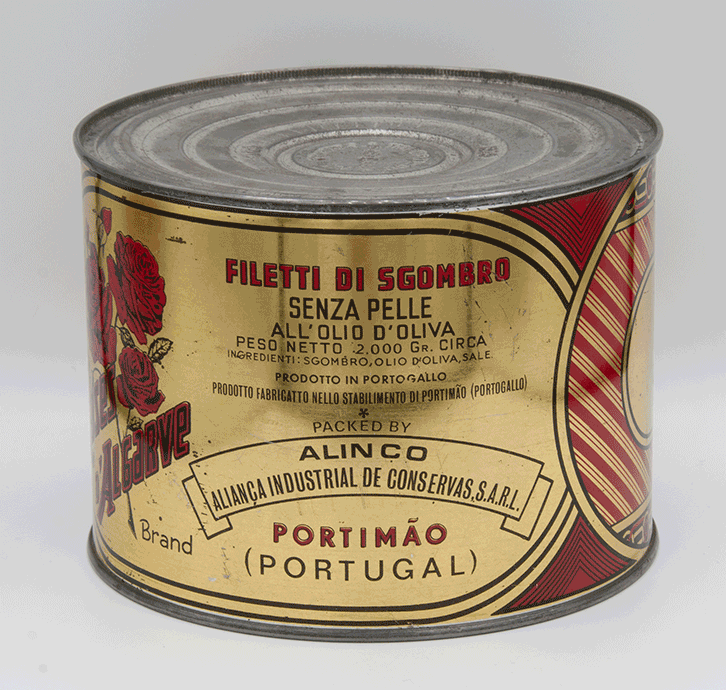 FILETTI DI SGOMBRO
SENZA PELLE
ALL'OLIO D'OLIVA
PESO NETTO 2,000 Gr. CIRCA
INGREDIENTI: SGOMBRO, OLIO D'OLIVA, SALE
PRODOTTO IN PORTOGALLO
PRODOTTO FABRICATTO NELLO STABILIMENTO DI PORTIMÃO (PORTOGALLO)
*
PACKED BY
ALINCO
ALIANÇA INDUSTRIAL DE CONSERVAS, S.A.R.L.
PORTIMÃO
(PORTUGAL)
ALGARVE
Brand